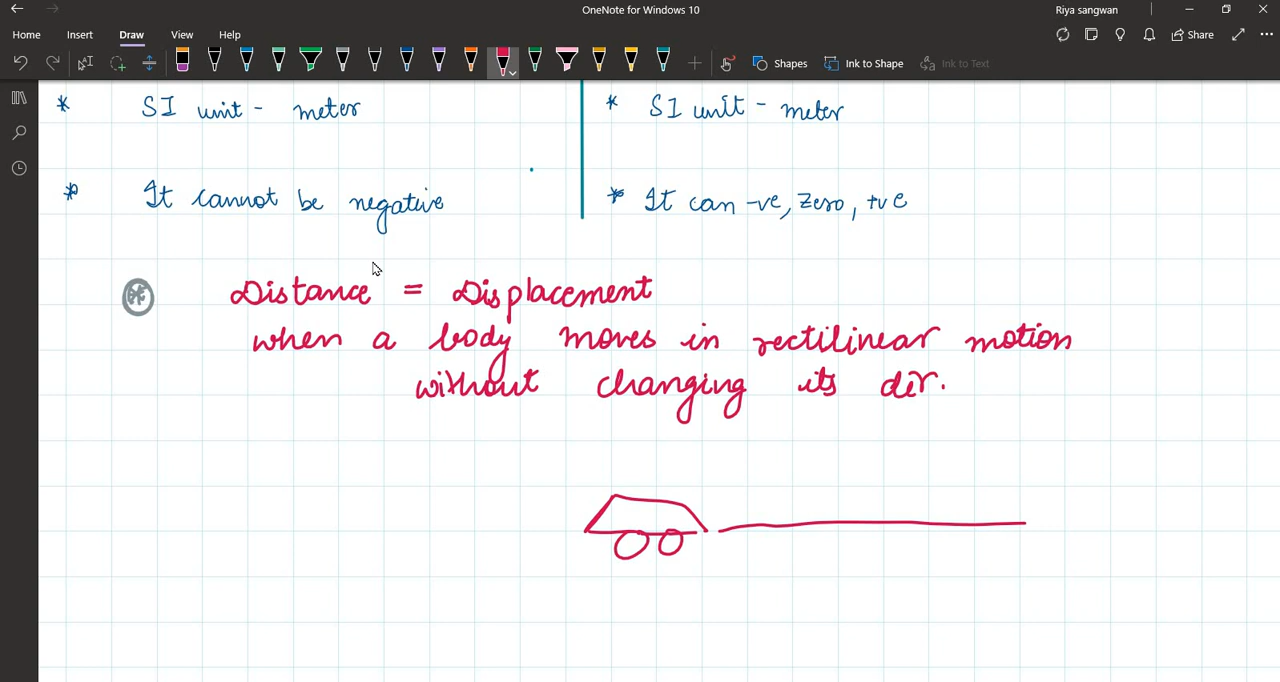 OneNote for Windows 10
Riya sangwan
Home Insert Draw View Help
Share
Shapes Ink to Shape Ink to Text
* SI unit - meter
* SI unit - meter
* It cannot be negative
* It can -ve, zero, +ve
* Distance = Displacement
when a body moves in rectilinear motion
without changing its dir.